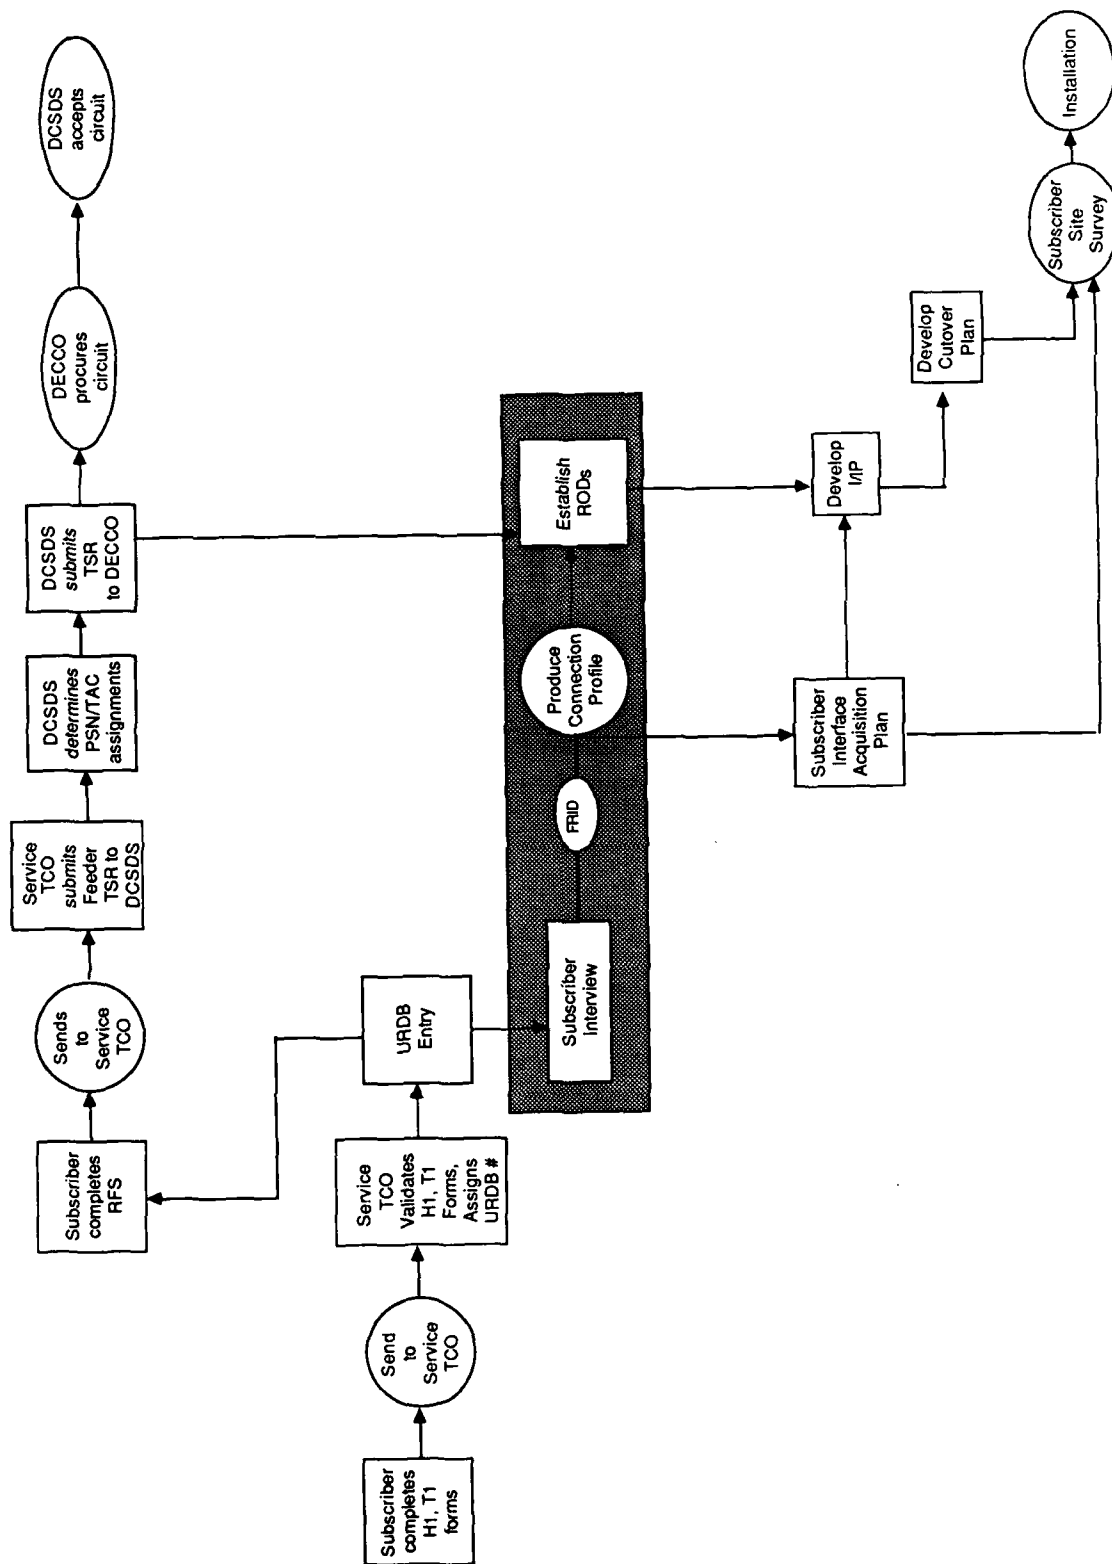 Subscriber
completes
H1, T1
forms
Send
to
Service
TCO
Service
TCO
Validates
H1, T1
Forms,
Assigns
URDB #
URDB
Entry
Subscriber
completes
RFS
Sends
to
Service
TCO
Service
TCO
submits
Feeder
TSR to
DCSDS
DCSDS
determines
PSN/TAC
assignments
DCSDS
submits
TSR
to DECCO
DECCO
procures
circuit
DCSDS
accepts
circuit
Subscriber
Interview
FRID
Produce
Connection
Profile
Establish
RODs
Subscriber
Interface
Acquisition
Plan
Develop
I/IP
Develop
Cutover
Plan
Subscriber
Site
Survey
Installation